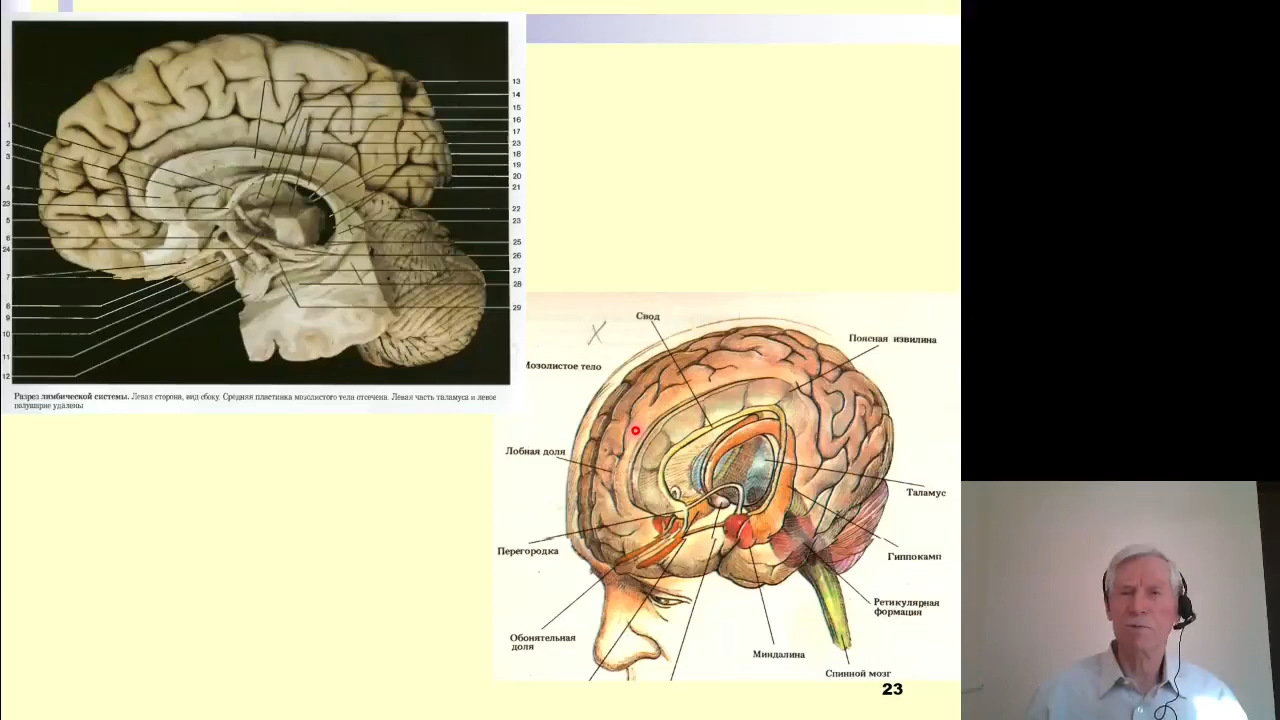 13
14
15
16
17
23
18
19
20
21
22
23
25
26
27
28
29
1
2
3
4
23
5
6
24
7
8
9
10
11
12
Разрез лимбической системы. Левая сторона, вид сбоку. Средняя пластинка мозолистого тела отсечена. Левая часть таламуса и левое
полушарие удалены
Свод
Поясная извилина
Мозолистое тело
Лобная доля
Таламус
Перегородка
Гиппокамп
Ретикулярная
формация
Обонятельная
доля
Миндалина
Спинной мозг
23